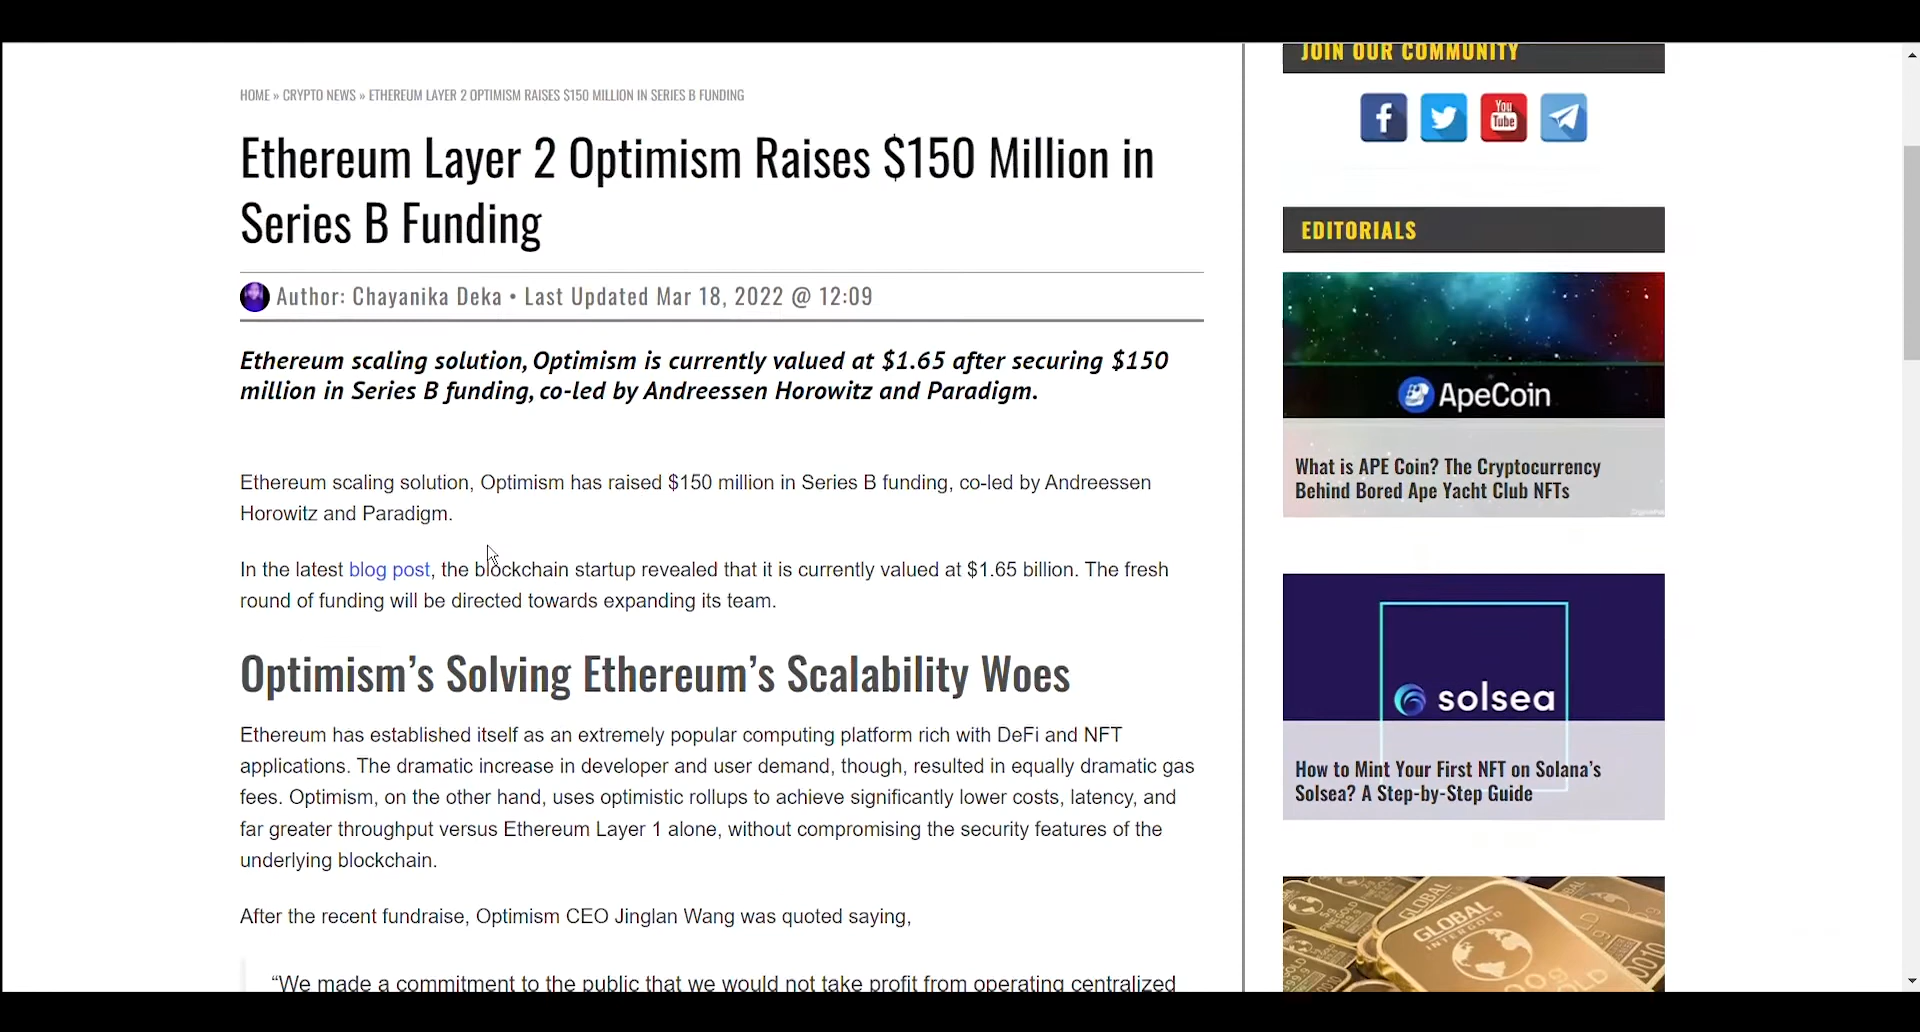 JOIN OUR COMMUNITY
HOME » CRYPTO NEWS » ETHEREUM LAYER 2 OPTIMISM RAISES $150 MILLION IN SERIES B FUNDING
Ethereum Layer 2 Optimism Raises $150 Million in
Series B Funding
Author: Chayanika Deka • Last Updated Mar 18, 2022 @ 12:09
Ethereum scaling solution, Optimism is currently valued at $1.65 after securing $150
million in Series B funding, co-led by Andreessen Horowitz and Paradigm.
Ethereum scaling solution, Optimism has raised $150 million in Series B funding, co-led by Andreessen
Horowitz and Paradigm.
In the latest blog post, the blockchain startup revealed that it is currently valued at $1.65 billion. The fresh
round of funding will be directed towards expanding its team.
Optimism’s Solving Ethereum’s Scalability Woes
Ethereum has established itself as an extremely popular computing platform rich with DeFi and NFT
applications. The dramatic increase in developer and user demand, though, resulted in equally dramatic gas
fees. Optimism, on the other hand, uses optimistic rollups to achieve significantly lower costs, latency, and
far greater throughput versus Ethereum Layer 1 alone, without compromising the security features of the
underlying blockchain.
After the recent fundraise, Optimism CEO Jinglan Wang was quoted saying,
“We made a commitment to the public that we would not take profit from operating centralized
You
Tube
EDITORIALS
ApeCoin
What is APE Coin? The Cryptocurrency
Behind Bored Ape Yacht Club NFTs
solsea
How to Mint Your First NFT on Solana’s
Solsea? A Step-by-Step Guide
GLOBAL
INTERGOLD
GLOBAL